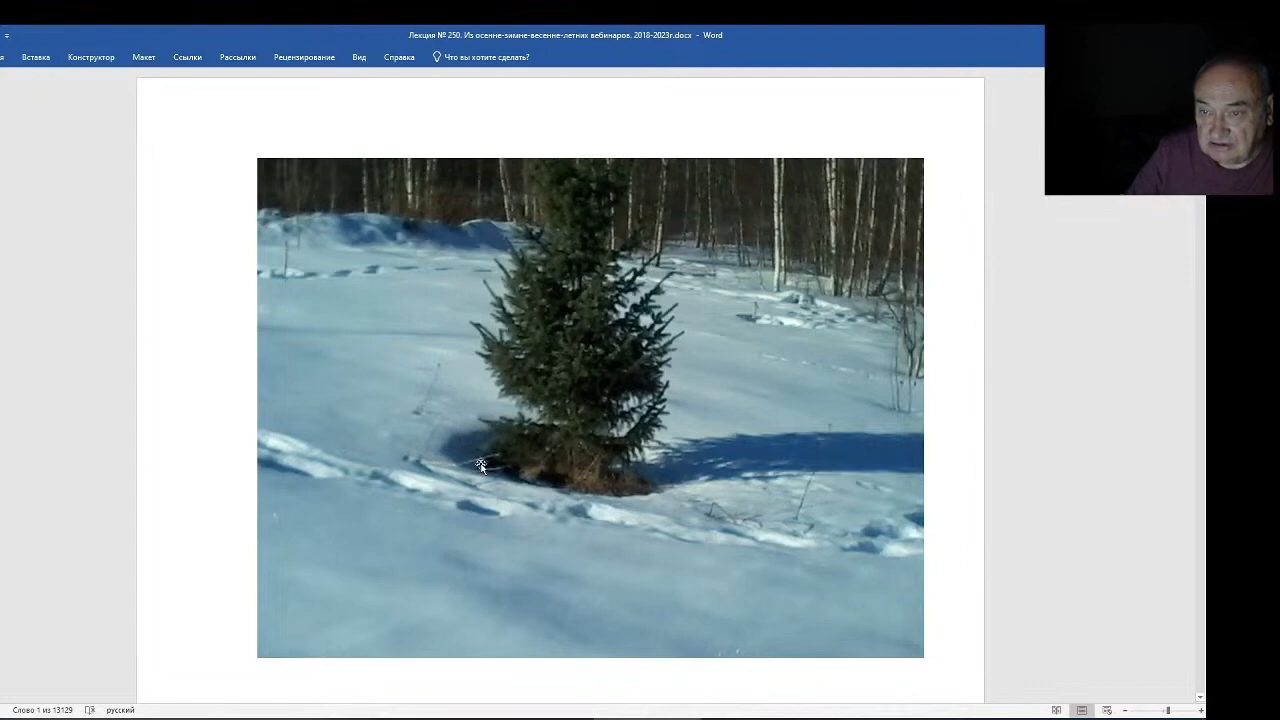 Лекция № 250. Из осенне-зимне-весенне-летних вебинаров. 2018-2023г.docx - Word
я Вставка Конструктор Макет Ссылки Рассылки Рецензирование Вид Справка Что вы хотите сделать?
Слово 1 из 13129 русский